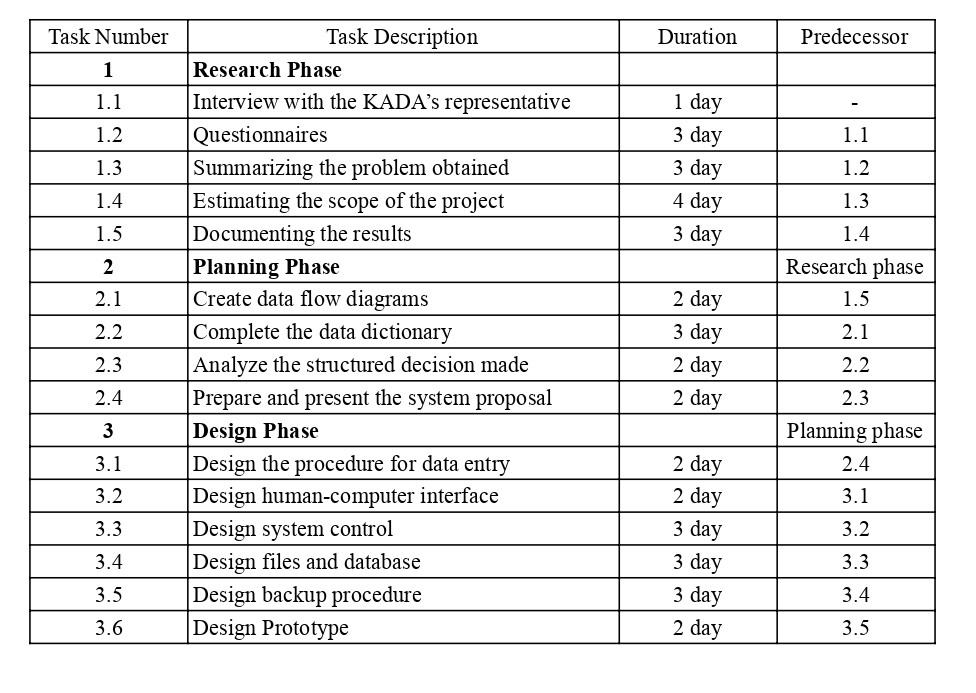 Task Number Task Description Duration Predecessor
1 Research Phase
1.1 Interview with the KADA's representative 1 day -
1.2 Questionnaires 3 day 1.1
1.3 Summarizing the problem obtained 3 day 1.2
1.4 Estimating the scope of the project 4 day 1.3
1.5 Documenting the results 3 day 1.4
2 Planning Phase Research phase
2.1 Create data flow diagrams 2 day 1.5
2.2 Complete the data dictionary 3 day 2.1
2.3 Analyze the structured decision made 2 day 2.2
2.4 Prepare and present the system proposal 2 day 2.3
3 Design Phase Planning phase
3.1 Design the procedure for data entry 2 day 2.4
3.2 Design human-computer interface 2 day 3.1
3.3 Design system control 3 day 3.2
3.4 Design files and database 3 day 3.3
3.5 Design backup procedure 3 day 3.4
3.6 Design Prototype 2 day 3.5